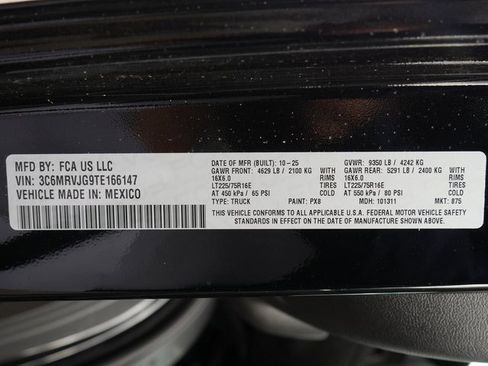 MFD BY: FCA US LLC
VIN: 3C6MRVJG9TE166147
VEHICLE MADE IN: MEXICO
DATE OF MFR (BUILT): 10-25 GVWR: 9350 LB / 4242 KG
GAWR FRONT: 4629 LB / 2100 KG WITH GAWR REAR: 5291 LB / 2400 KG WITH
16X6.0 RIMS 16X6.0 RIMS
LT225/75R16E TIRES LT225/75R16E TIRES
AT 450 kPa / 65 PSI COLD AT 550 kPa / 80 PSI COLD
TYPE: TRUCK PAINT: PX8 MDH: 101311 MKT: 875
THIS VEHICLE CONFORMS TO ALL APPLICABLE U.S.A. FEDERAL MOTOR VEHICLE SAFETY
STANDARDS IN EFFECT ON THE DATE OF MANUFACTURE SHOWN ABOVE.